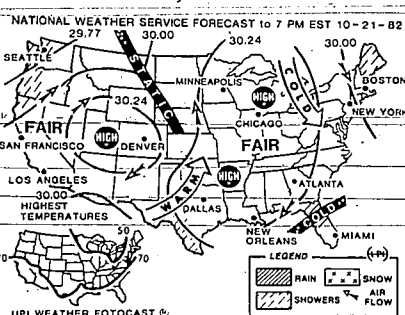 NATIONAL WEATHER SERVICE FORECAST to 7 PM EST 10-21-82
29.77
30.00
30.24
30.00
SEATTLE
STATIC
MINNEAPOLIS
COLD
BOSTON
30.24
HIGH
NEW YORK
FAIR
CHICAGO
SAN FRANCISCO
HIGH
DENVER
FAIR
LOS ANGELES
WARM
HIGH
ATLANTA
30.00
HIGHEST
TEMPERATURES
DALLAS
COLD
NEW
ORLEANS
MIAMI
50
70
70
LEGEND
RAIN
SNOW
SHOWERS
AIR
FLOW
UPI WEATHER FOTOCAST